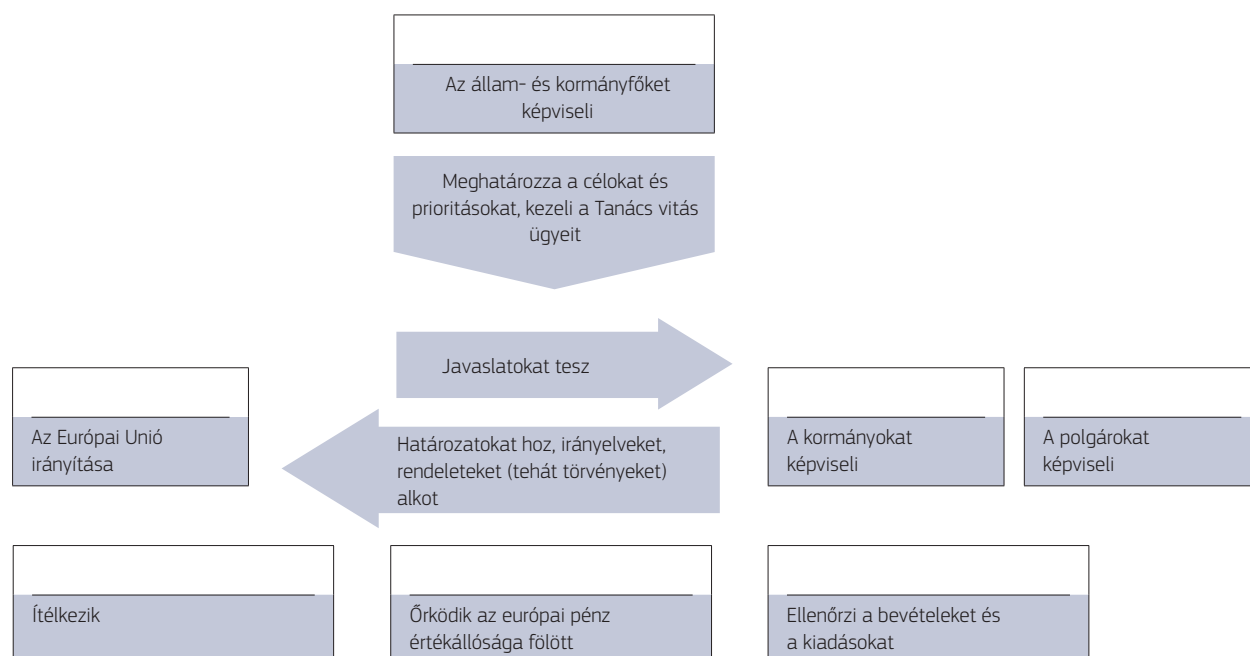 Az állam- és kormányfőket
képviseli
Meghatározza a célokat és
prioritásokat, kezeli a Tanács vitás
ügyeit
Javaslatokat tesz
Az Európai Unió
irányítása
Határozatokat hoz, irányelveket,
rendeleteket (tehát törvényeket)
alkot
A kormányokat
képviseli
A polgárokat
képviseli
Ítélkezik
Őrködik az európai pénz
értékállósága fölött
Ellenőrzi a bevételeket és
a kiadásokat